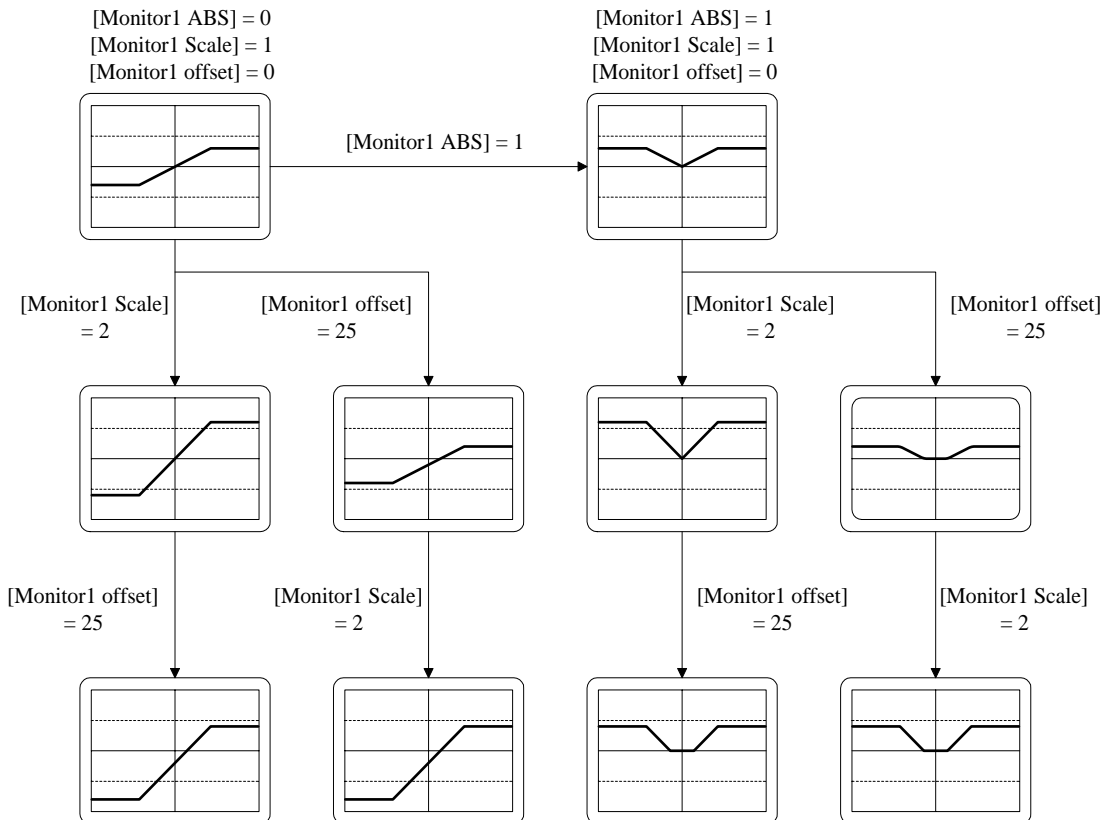 [Monitor1 ABS] = 0
[Monitor1 Scale] = 1
[Monitor1 offset] = 0
[Monitor1 ABS] = 1
[Monitor1 Scale] = 1
[Monitor1 offset] = 0
[Monitor1 ABS] = 1
[Monitor1 Scale]
= 2
[Monitor1 offset]
= 25
[Monitor1 Scale]
= 2
[Monitor1 offset]
= 25
[Monitor1 offset]
= 25
[Monitor1 Scale]
= 2
[Monitor1 offset]
= 25
[Monitor1 Scale]
= 2